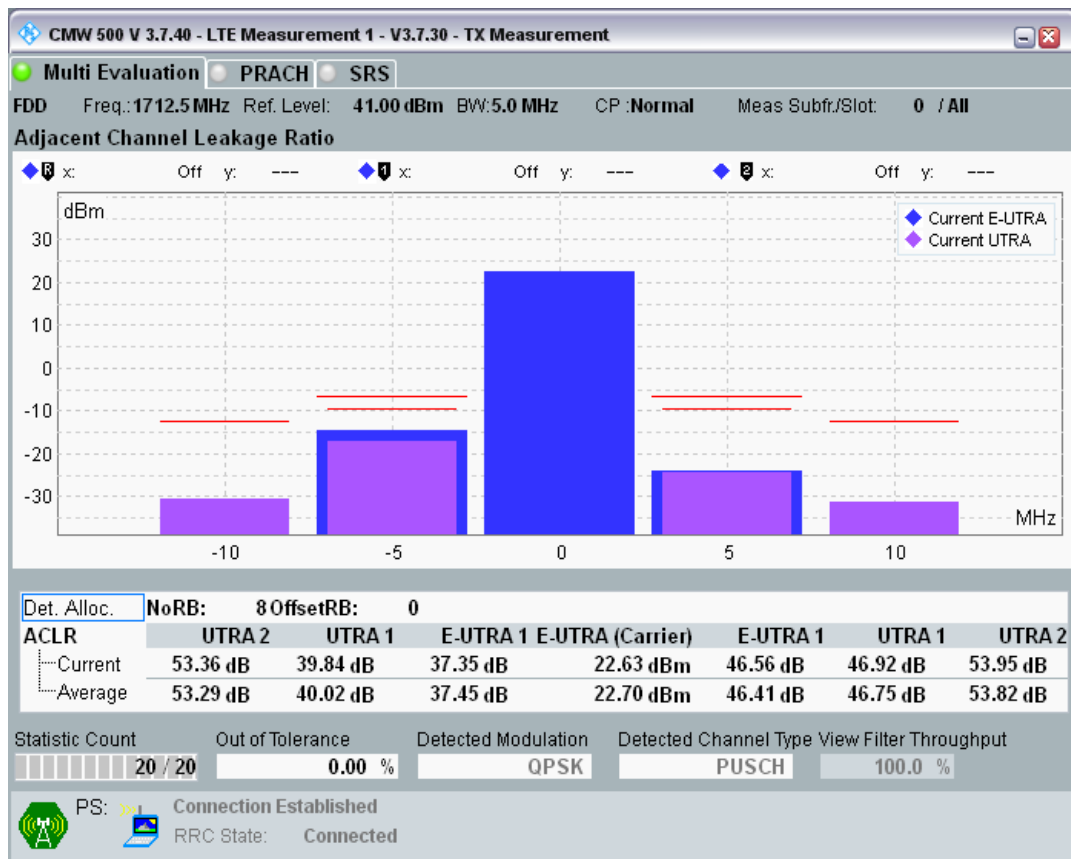 CMW 500 V 3.7.40 - LTE Measurement 1 - V3.7.30 - TX Measurement
Multi Evaluation PRACH SRS
FDD Freq.:1712.5 MHz Ref. Level: 41.00 dBm BW:5.0 MHz CP :Normal Meas Subfr./Slot: 0 / All
Adjacent Channel Leakage Ratio
R x: Off y: --- 1 x: Off y: --- 2 x: Off y: ---
dBm
Current E-UTRA
Current UTRA
30
20
10
0
-10
-20
-30
MHz
-10 -5 0 5 10
Det. Alloc. NoRB: 8 OffsetRB: 0
ACLR UTRA 2 UTRA 1 E-UTRA 1 E-UTRA (Carrier) E-UTRA 1 UTRA 1 UTRA 2
Current 53.36 dB 39.84 dB 37.35 dB 22.63 dBm 46.56 dB 46.92 dB 53.95 dB
Average 53.29 dB 40.02 dB 37.45 dB 22.70 dBm 46.41 dB 46.75 dB 53.82 dB
Statistic Count Out of Tolerance Detected Modulation Detected Channel Type View Filter Throughput
20 / 20 0.00 % QPSK PUSCH 100.0 %
PS: Connection Established
RRC State: Connected